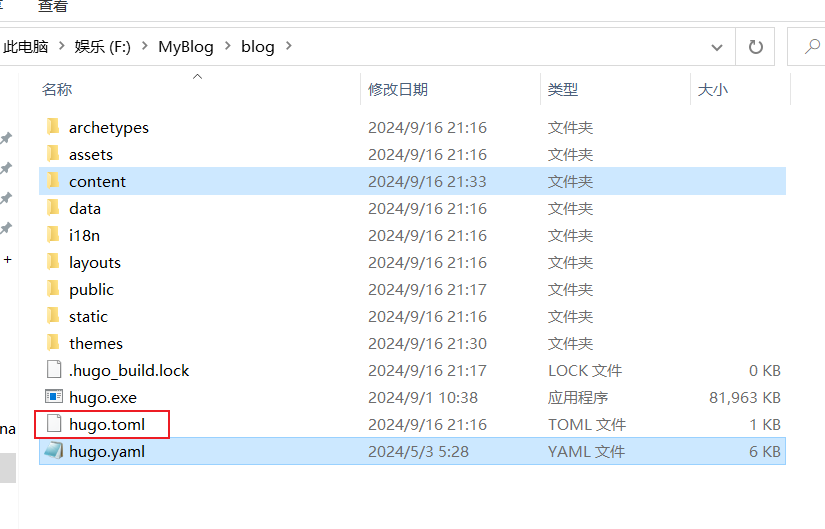 查看
此电脑 > 娱乐 (F:) > MyBlog > blog >
名称 修改日期 类型 大小
archetypes 2024/9/16 21:16 文件夹
assets 2024/9/16 21:16 文件夹
content 2024/9/16 21:33 文件夹
data 2024/9/16 21:16 文件夹
i18n 2024/9/16 21:16 文件夹
+
layouts 2024/9/16 21:16 文件夹
public 2024/9/16 21:17 文件夹
static 2024/9/16 21:16 文件夹
themes 2024/9/16 21:30 文件夹
.hugo_build.lock 2024/9/16 21:17 LOCK 文件 0 KB
hugo.exe 2024/9/1 10:38 应用程序 81,963 KB
na hugo.toml 2024/9/16 21:16 TOML 文件 1 KB
hugo.yaml 2024/5/3 5:28 YAML 文件 6 KB